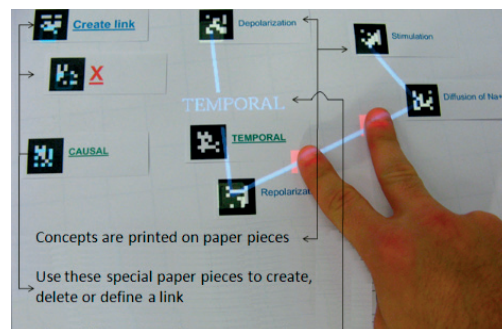 Create link
Depolarization
Stimulation
X
TEMPORAL
Diffusion of Na+
CAUSAL
TEMPORAL
Repolarizat
Concepts are printed on paper pieces
Use these special paper pieces to create,
delete or define a link